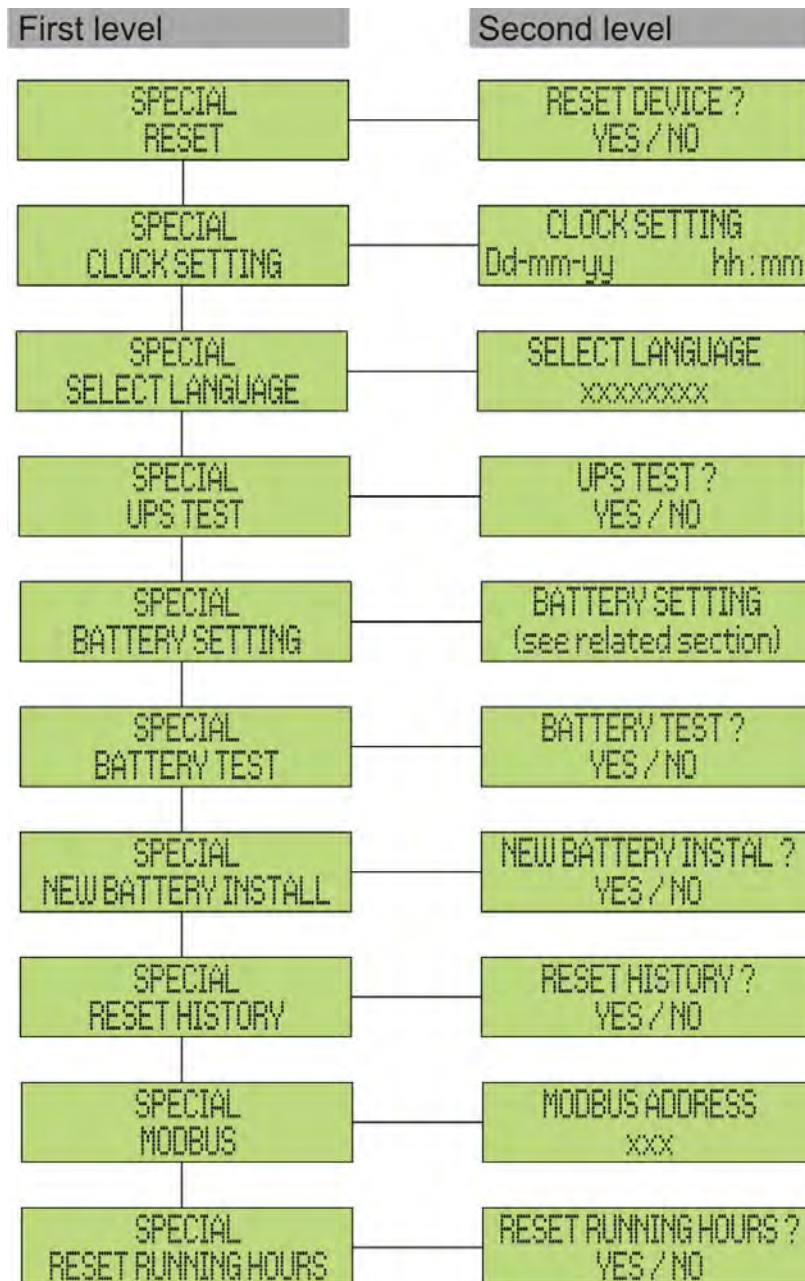 First level
Second level
SPECIAL
RESET
RESET DEVICE ?
YES / NO
SPECIAL
CLOCK SETTING
CLOCK SETTING
Dd-mm-yy hh:mm
SPECIAL
SELECT LANGUAGE
SELECT LANGUAGE
xxxxxxxx
SPECIAL
UPS TEST
UPS TEST ?
YES / NO
SPECIAL
BATTERY SETTING
BATTERY SETTING
(see related section)
SPECIAL
BATTERY TEST
BATTERY TEST ?
YES / NO
SPECIAL
NEW BATTERY INSTALL
NEW BATTERY INSTAL ?
YES / NO
SPECIAL
RESET HISTORY
RESET HISTORY ?
YES / NO
SPECIAL
MODBUS
MODBUS ADDRESS
xxx
SPECIAL
RESET RUNNING HOURS
RESET RUNNING HOURS ?
YES / NO